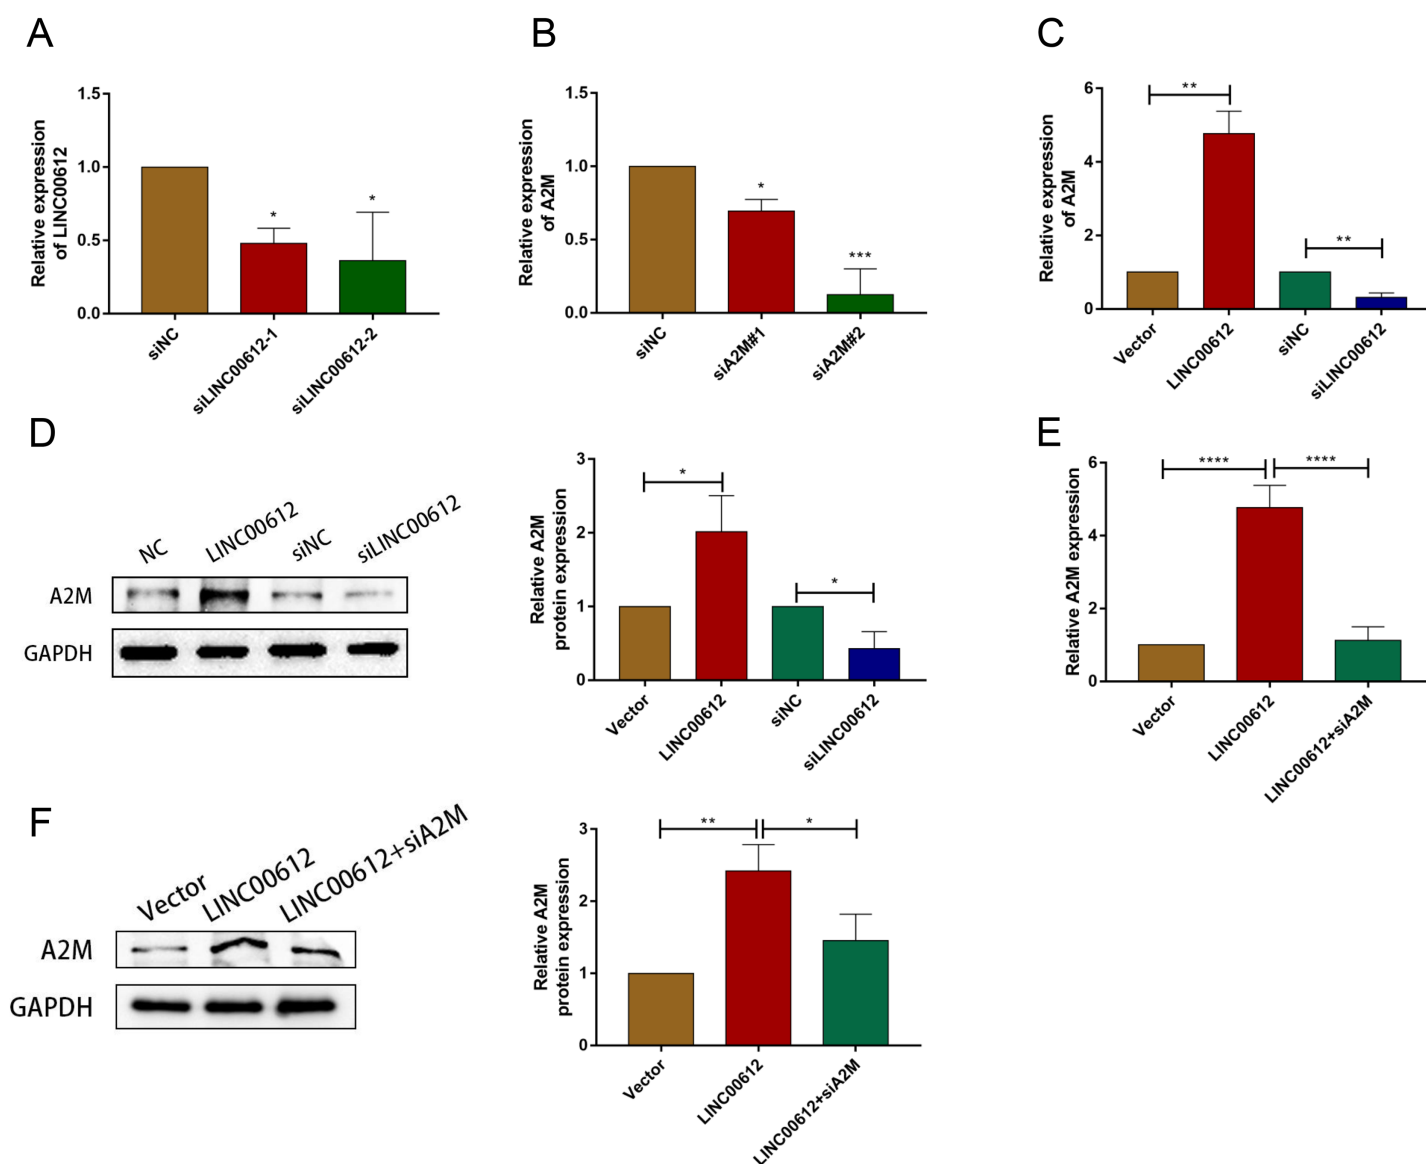 A
Relative expression
of LINC00612
1.5
1.0
0.5
0.0
*
*
siNC
siLINC00612-1
siLINC00612-2
B
Relative expression
of A2M
1.5
1.0
0.5
0.0
*
***
siNC
siA2M#1
siA2M#2
C
Relative expression
of A2M
6
4
2
0
**
**
Vector
LINC00612
siNC
siLINC00612
D
NC
LINC00612
siNC
siLINC00612
A2M
GAPDH
Relative A2M
protein expression
3
2
1
0
*
*
Vector
LINC00612
siNC
siLINC00612
E
Relative A2M expression
6
4
2
0
****
****
Vector
LINC00612
LINC00612+siA2M
F
Vector
LINC00612
LINC00612+siA2M
A2M
GAPDH
Relative A2M
protein expression
3
2
1
0
**
*
Vector
LINC00612
LINC00612+siA2M